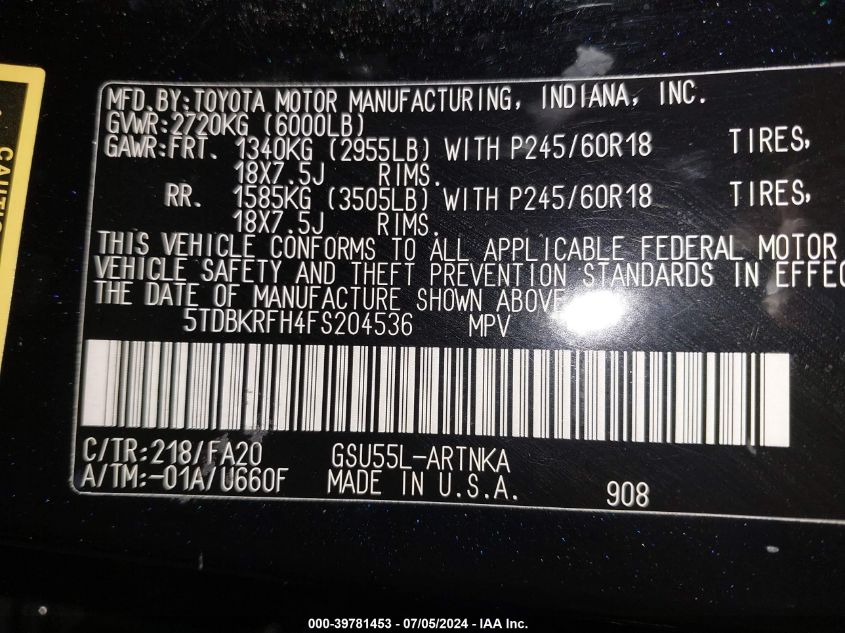 MFD.BY:TOYOTA MOTOR MANUFACTURING, INDIANA, INC.
GVWR:2720KG (6000LB)
GAWR:FRT. 1340KG (2955LB) WITH P245/60R18 TIRES,
18X7.5J RIMS.
RR. 1585KG (3505LB) WITH P245/60R18 TIRES,
18X7.5J RIMS.
THIS VEHICLE CONFORMS TO ALL APPLICABLE FEDERAL MOTOR
VEHICLE SAFETY AND THEFT PREVENTION STANDARDS IN EFFEC
THE DATE OF MANUFACTURE SHOWN ABOVE.
5TDBKRFH4FS204536 MPV
C/TR:218/FA20 GSU55L-ARTNKA
A/TM:-01A/U660F MADE IN U.S.A. 908
000-39781453 - 07/05/2024 - IAA Inc.